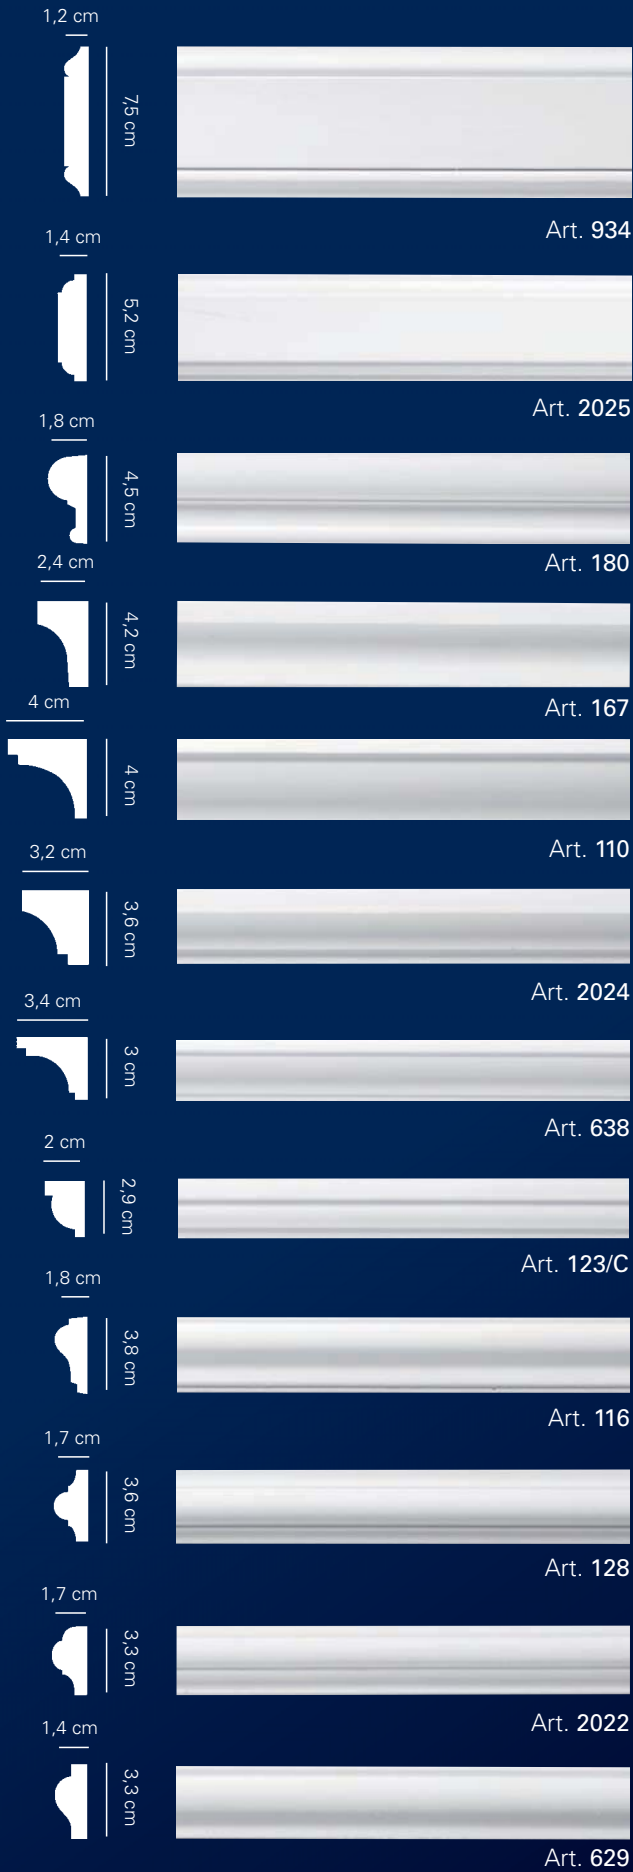 1,2 cm
7,5 cm
Art. 934
1,4 cm
5,2 cm
Art. 2025
1,8 cm
4,5 cm
Art. 180
2,4 cm
4,2 cm
Art. 167
4 cm
4 cm
Art. 110
3,2 cm
3,6 cm
Art. 2024
3,4 cm
3 cm
Art. 638
2 cm
2,9 cm
Art. 123/C
1,8 cm
3,8 cm
Art. 116
1,7 cm
3,6 cm
Art. 128
1,7 cm
3,3 cm
Art. 2022
1,4 cm
3,3 cm
Art. 629